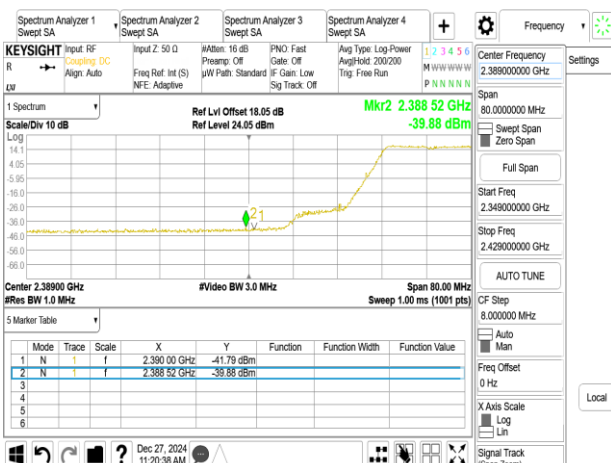 Spectrum Analyzer 1
Swept SA
Spectrum Analyzer 2
Swept SA
Spectrum Analyzer 3
Swept SA
Spectrum Analyzer 4
Swept SA
+
Frequency
KEYSIGHT
R
Input: RF
Coupling: DC
Align: Auto
Input Z: 50 Ω
Freq Ref: Int (S)
NFE: Adaptive
#Atten: 16 dB
Preamp: Off
µW Path: Standard
PNO: Fast
Gate: Off
IF Gain: Low
Sig Track: Off
Avg Type: Log-Power
Avg|Hold: 200/200
Trig: Free Run
1 2 3 4 5 6
M W W W W W
P N N N N N
1 Spectrum
Scale/Div 10 dB
Log
Ref Lvl Offset 18.05 dB
Ref Level 24.05 dBm
Mkr2 2.388 52 GHz
-39.88 dBm
14.1
4.05
-5.95
-16.0
-26.0
-36.0
-46.0
-56.0
-66.0
2 1
Center 2.38900 GHz
#Res BW 1.0 MHz
#Video BW 3.0 MHz
Span 80.00 MHz
Sweep 1.00 ms (1001 pts)
5 Marker Table
Mode Trace Scale X Y Function Function Width Function Value
1 N 1 f 2.390 00 GHz -41.79 dBm
2 N 1 f 2.388 52 GHz -39.88 dBm
3
4
5
6
Dec 27, 2024
11:20:38 AM
Center Frequency
2.389000000 GHz
Span
80.0000000 MHz
Swept Span
Zero Span
Full Span
Start Freq
2.349000000 GHz
Stop Freq
2.429000000 GHz
AUTO TUNE
CF Step
8.000000 MHz
Auto
Man
Freq Offset
0 Hz
X Axis Scale
Log
Lin
Signal Track
(Span Zoom)
Settings
Local